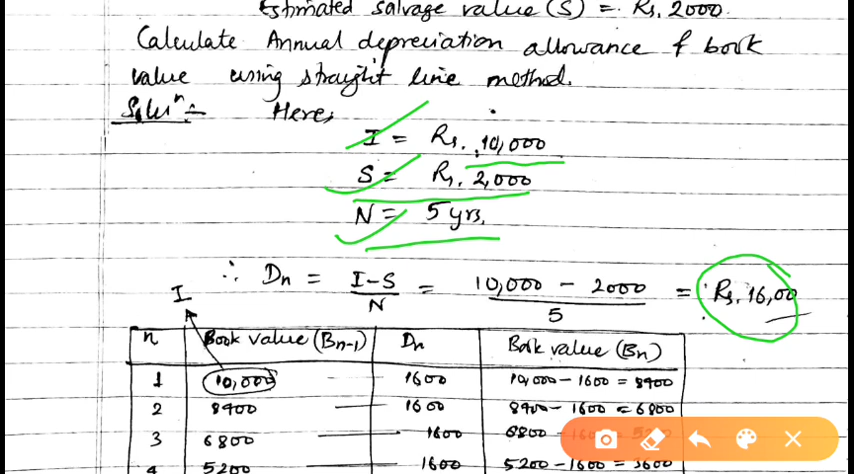 Estimated salvage value (S) = Rs. 2000
Calculate Annual depreciation allowance & book
value using straight line method.
Solun:-
Here,
I = Rs. 10,000
S = Rs. 2,000
N = 5 yrs.
∴ Dn = I-S / N = 10,000 - 2000 / 5 = Rs. 16,00
I
n Book value (Bn-1) Dn Book value (Bn)
1 10,000 1600 10,000 - 1600 = 8400
2 8400 1600 8400 - 1600 = 6800
3 6800 1600 6800
4 5200 1600 5200 - 1600 = 3600